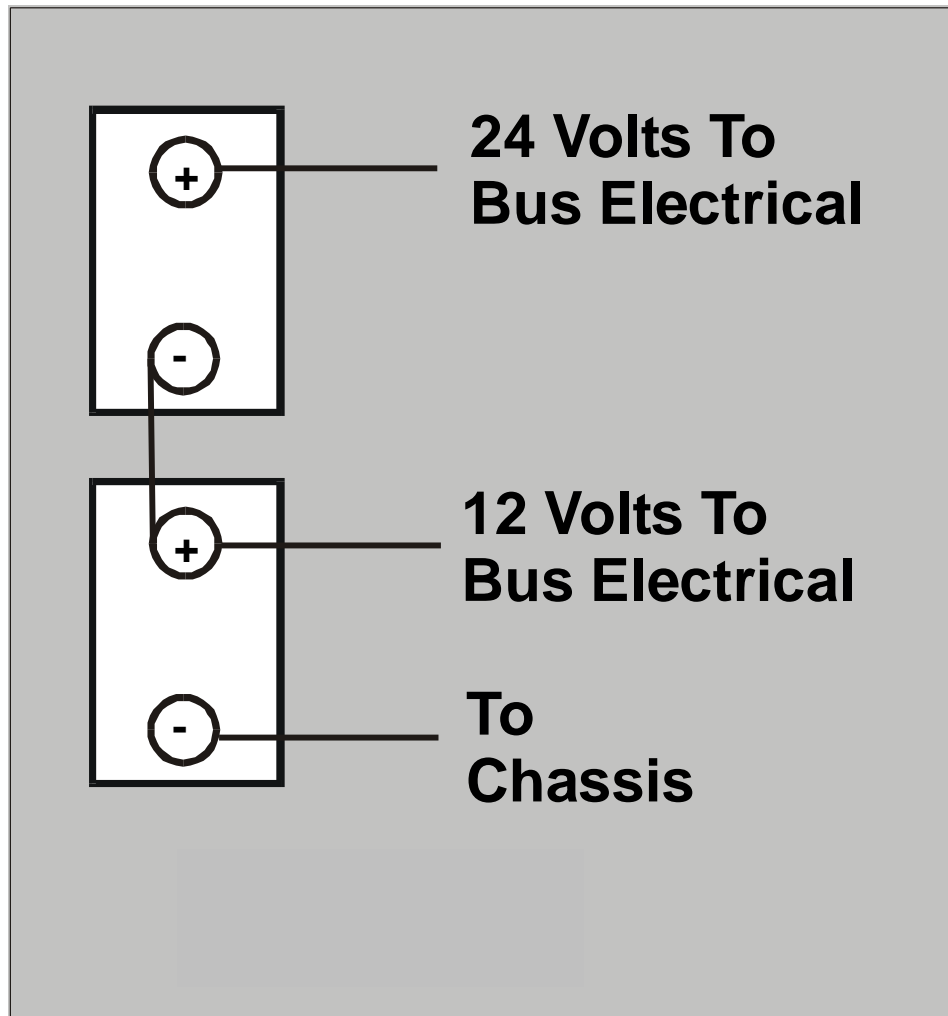 +
24 Volts To
Bus Electrical
-
+
12 Volts To
Bus Electrical
-
To
Chassis